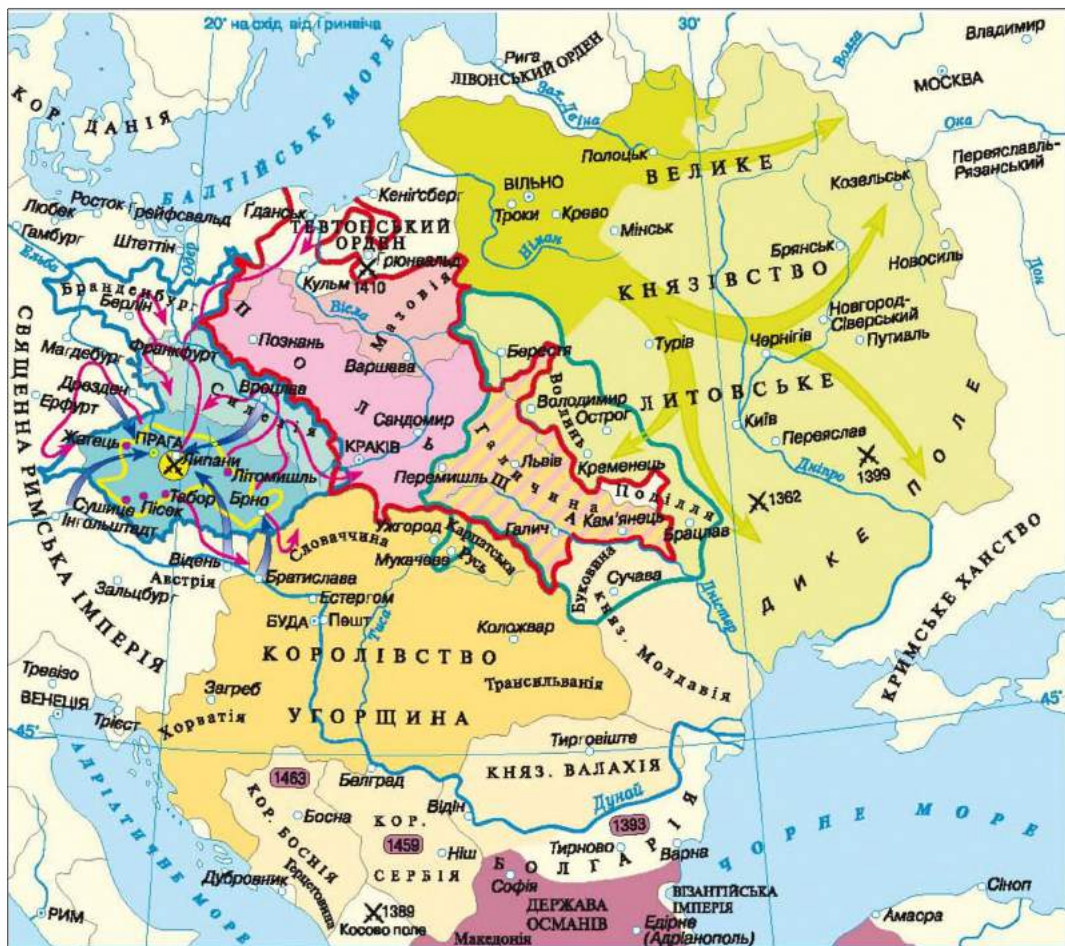 20° на схід від Гринвіча
30°
Волга
Владимир
МОСКВА
Рига
ЛІВОНСЬКИЙ ОРДЕН
Зах. Двіна
Ока
Переяславль-
Рязанський
КОР. ДАНІЯ
БАЛТІЙСЬКЕ МОРЕ
Полоцьк
ВЕЛИКЕ
Козельськ
ВІЛЬНО
Троки
Крево
Мінськ
Німан
Брянськ
Новосиль
Дон
Кенігсберг
Гданськ
ТЕВТОНСЬКИЙ
ОРДЕН
Грюнвальд
1410
Кульм
Любек
Росток
Грейфсвальд
Гамбург
Штеттін
Ельба
Одер
КНЯЗІВСТВО
Новгород-
Сіверський
Путивль
Чернігів
Бранденбург
Берлін
Магдебург
Франкфурт
Вісла
Мазовія
Познань
Варшава
ПОЛЬЩА
Берестя
Турів
ЛИТОВСЬКЕ
Дрезден
Ерфурт
Вроцлав
Силезія
Сандомир
Володимир
Волинь
Острог
Київ
Переяслав
Дніпро
1399
1362
ДИКЕ ПОЛЕ
СВЯЩЕННА РИМСЬКА ІМПЕРІЯ
Жатець
ПРАГА
Липани
Літомишль
КРАКІВ
Перемишль
Львів
Галичина
Кременець
Поділля
Сушице
Пісек
Табор
Брно
Інгольштадт
Галич
Кам'янець
Брацлав
Ужгород
Мукачеве
Карпатська
Русь
Словаччина
Відень
Австрія
Зальцбург
Братислава
Естергом
БУДА
Пешт
Тиса
Буковина
Сучава
Дністер
КНЯЗ. Молдавія
КРИМСЬКЕ ХАНСТВО
Коложвар
КОРОЛІВСТВО
УГОРЩИНА
Трансильванія
Тревізо
ВЕНЕЦІЯ
Трієст
Загреб
Хорватія
45°
45°
Тирговіште
КНЯЗ. ВАЛАХІЯ
Дунай
Белград
Відін
1463
КОР. БОСНІЯ
Босна
Герцеговина
КОР.
1459
СЕРБІЯ
Ніш
1393
Тирново
Варна
БОЛГАРІЯ
Софія
ЧОРНЕ МОРЕ
АДРІАТИЧНЕ МОРЕ
Дубровник
1389
Косово поле
ДЕРЖАВА
ОСМАНІВ
Македонія
ВІЗАНТІЙСЬКА
ІМПЕРІЯ
Едірне
(Адріанополь)
Синоп
Амасра
РИМ